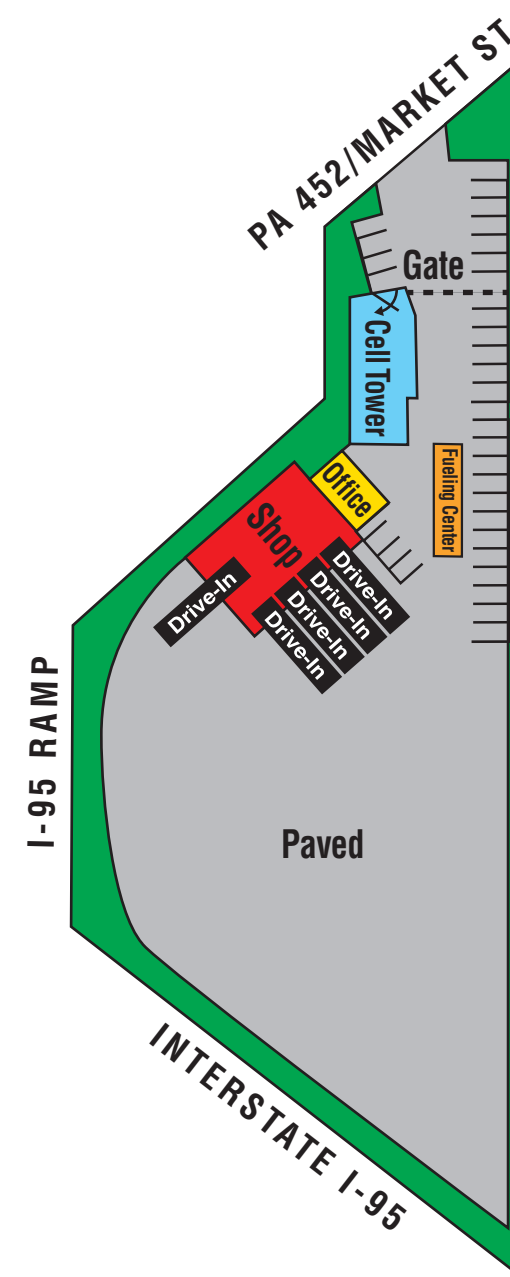 PA 452/MARKET ST
Gate
Cell Tower
Fueling Center
Office
Shop
Drive-In
Drive-In
Drive-In
Drive-In
Drive-In
I-95 RAMP
Paved
INTERSTATE I-95